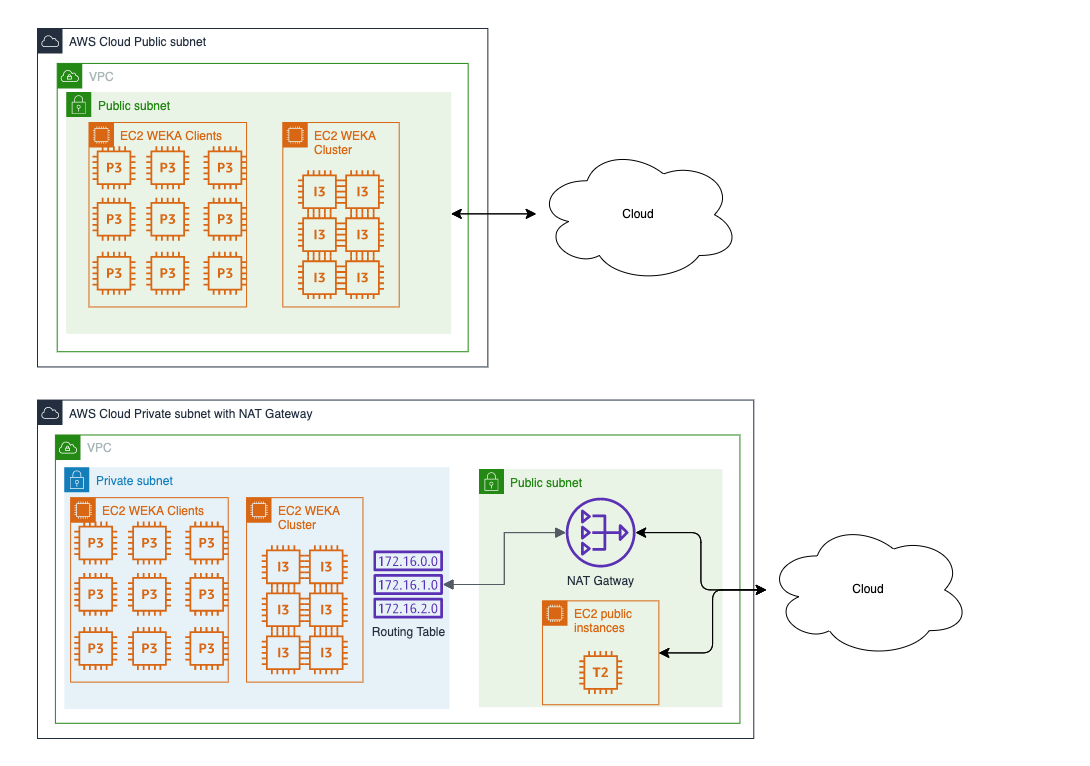 AWS Cloud Public subnet
VPC
Public subnet
EC2 WEKA Clients
P3 P3 P3
P3 P3 P3
P3 P3 P3
EC2 WEKA
Cluster
I3 I3
I3 I3
I3 I3
Cloud
AWS Cloud Private subnet with NAT Gateway
VPC
Private subnet
EC2 WEKA Clients
P3 P3 P3
P3 P3 P3
P3 P3 P3
EC2 WEKA
Cluster
I3 I3
I3 I3
I3 I3
172.16.0.0
172.16.1.0
172.16.2.0
Routing Table
Public subnet
NAT Gatway
EC2 public
instances
T2
Cloud